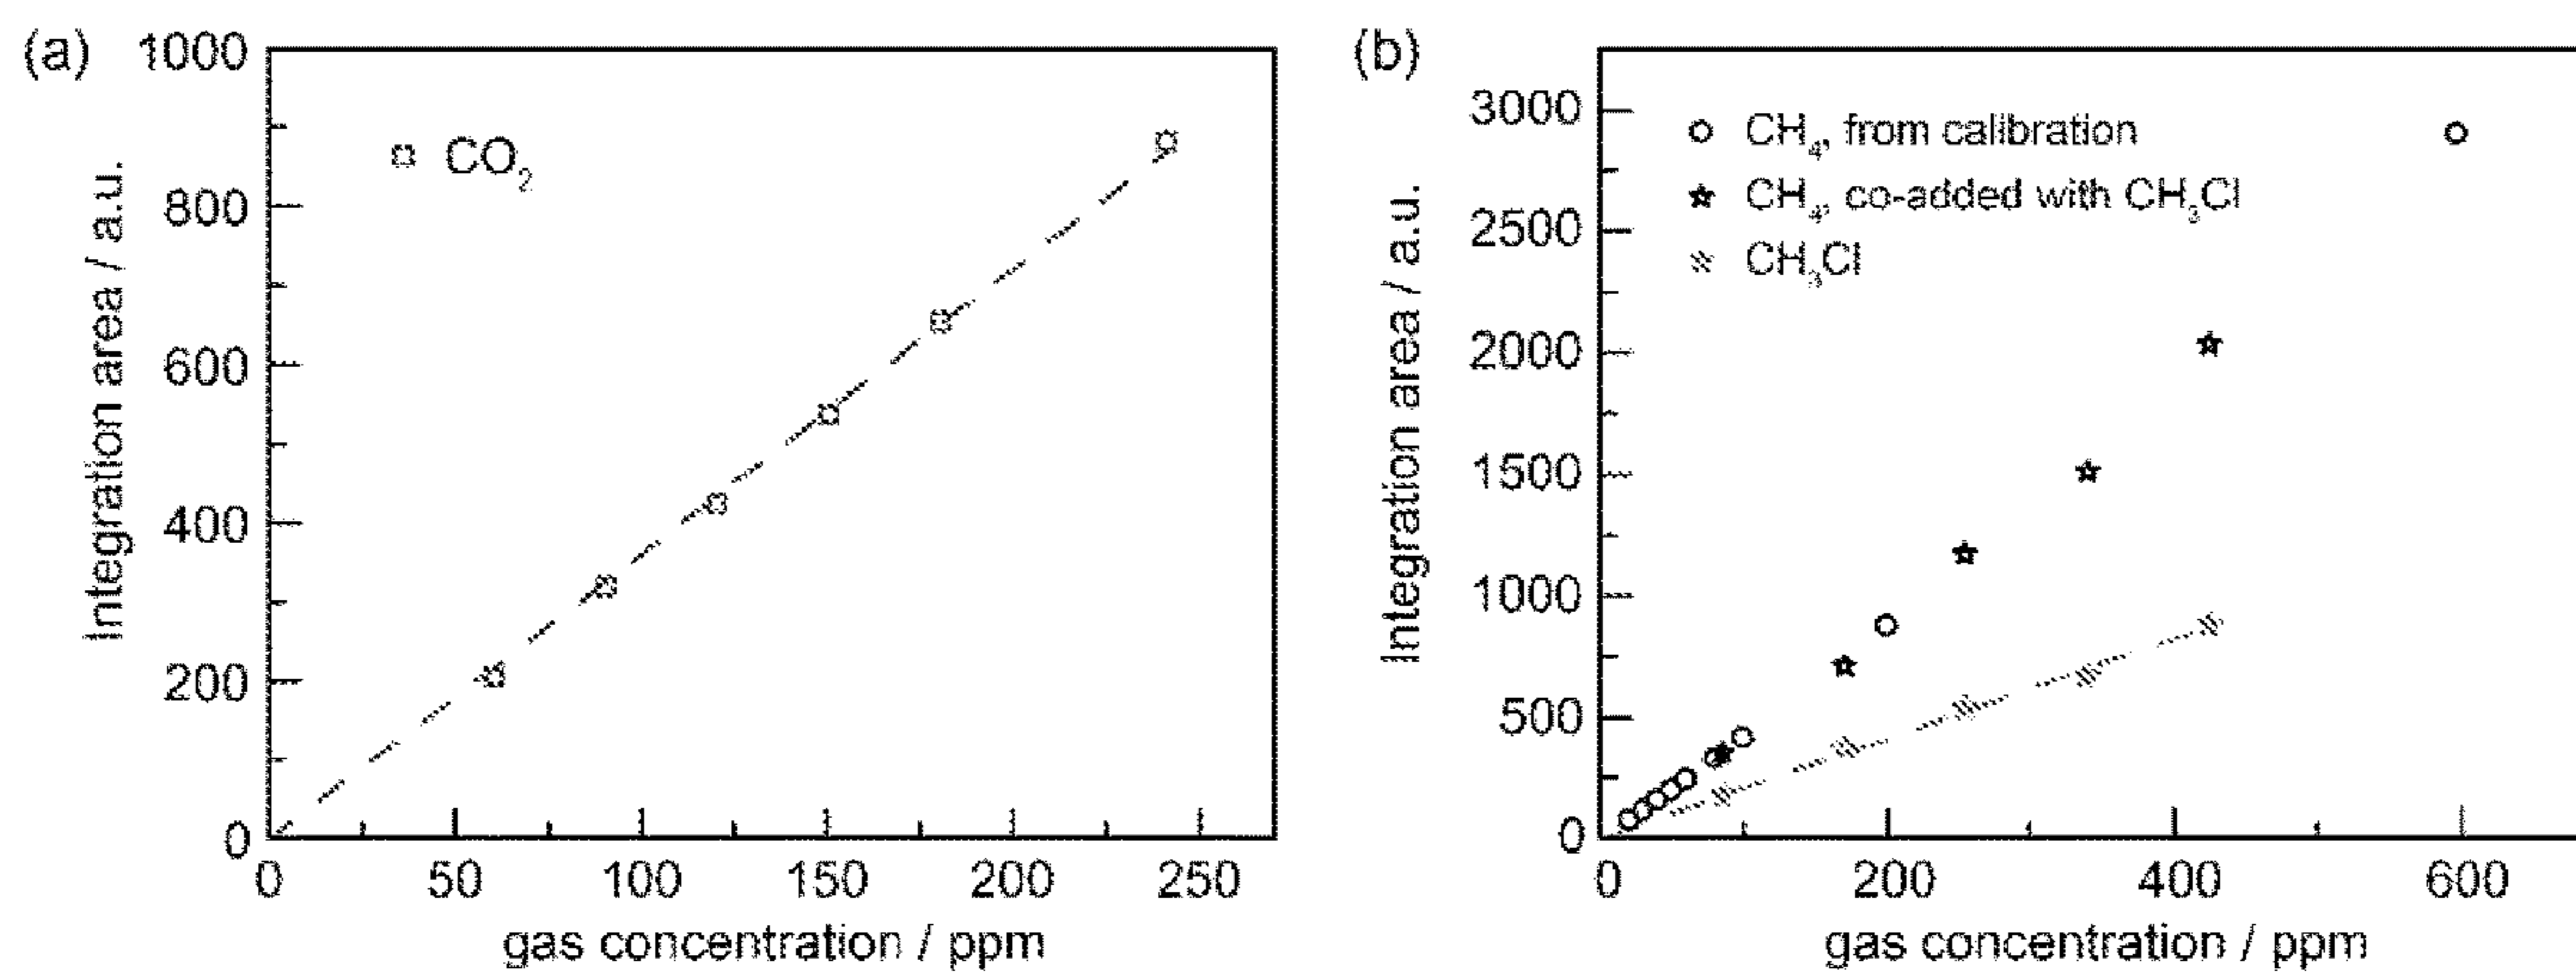 (a)
1000
800
600
400
200
0
Integration area / a.u.
CO₂
0 50 100 150 200 250
gas concentration / ppm
(b)
3000
2500
2000
1500
1000
500
0
Integration area / a.u.
CH₄, from calibration
CH₄, co-added with CH₃Cl
CH₃Cl
0 200 400 600
gas concentration / ppm